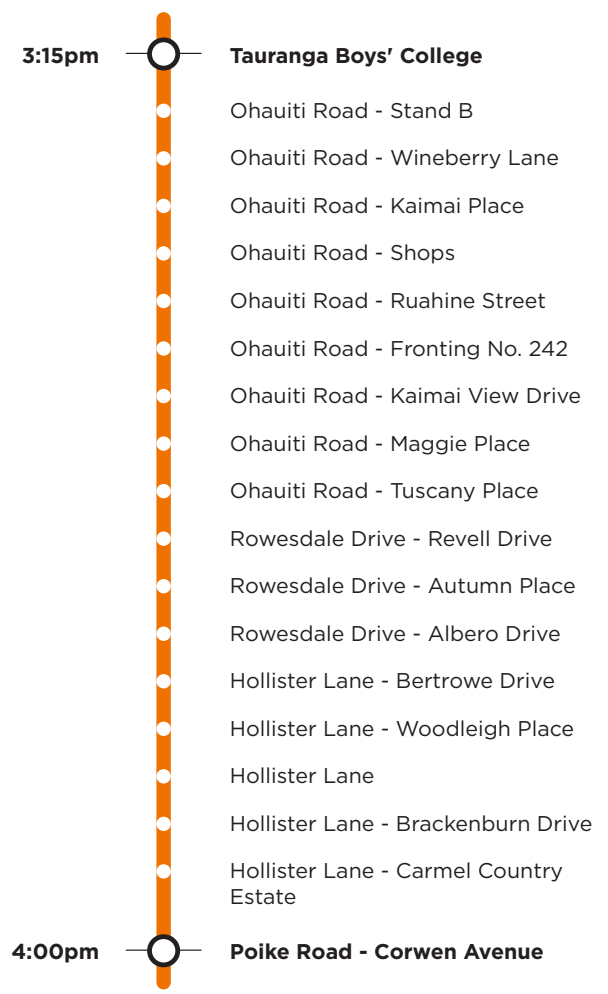 3:15pm Tauranga Boys' College
Ohauiti Road - Stand B
Ohauiti Road - Wineberry Lane
Ohauiti Road - Kaimai Place
Ohauiti Road - Shops
Ohauiti Road - Ruahine Street
Ohauiti Road - Fronting No. 242
Ohauiti Road - Kaimai View Drive
Ohauiti Road - Maggie Place
Ohauiti Road - Tuscany Place
Rowesdale Drive - Revell Drive
Rowesdale Drive - Autumn Place
Rowesdale Drive - Albero Drive
Hollister Lane - Bertrowe Drive
Hollister Lane - Woodleigh Place
Hollister Lane
Hollister Lane - Brackenburn Drive
Hollister Lane - Carmel Country
Estate
4:00pm Poike Road - Corwen Avenue